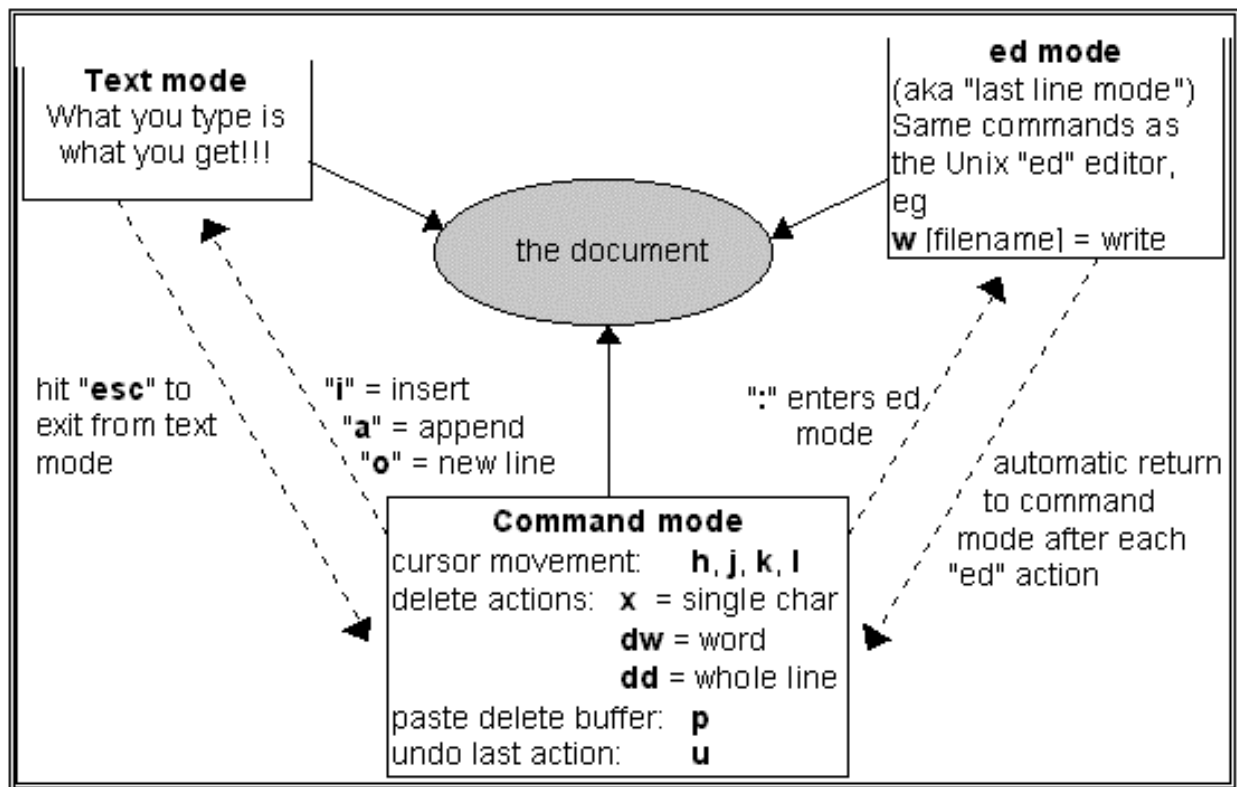 Text mode
What you type is
what you get!!!
ed mode
(aka "last line mode")
Same commands as
the Unix "ed" editor,
eg
w [filename] = write
the document
hit "esc" to
exit from text
mode
"i" = insert
"a" = append
"o" = new line
":" enters ed
mode
automatic return
to command
mode after each
"ed" action
Command mode
cursor movement: h, j, k, l
delete actions: x = single char
dw = word
dd = whole line
paste delete buffer: p
undo last action: u